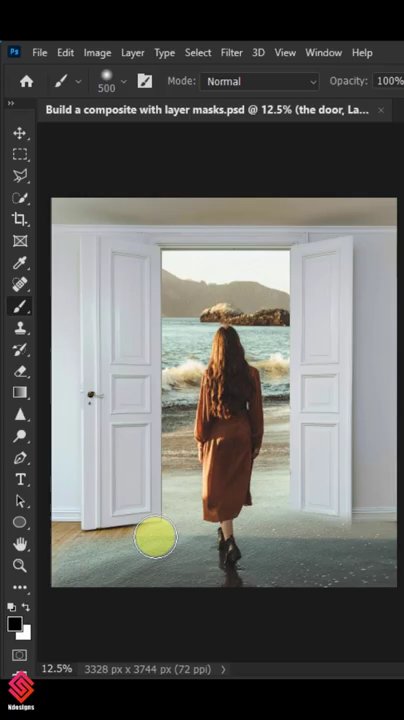 Ps File Edit Image Layer Type Select Filter 3D View Window Help
500 Mode: Normal Opacity: 100%
Build a composite with layer masks.psd @ 12.5% (the door, La... ×
T
12.5% 3328 px x 3744 px (72 ppi)
Ndesigns